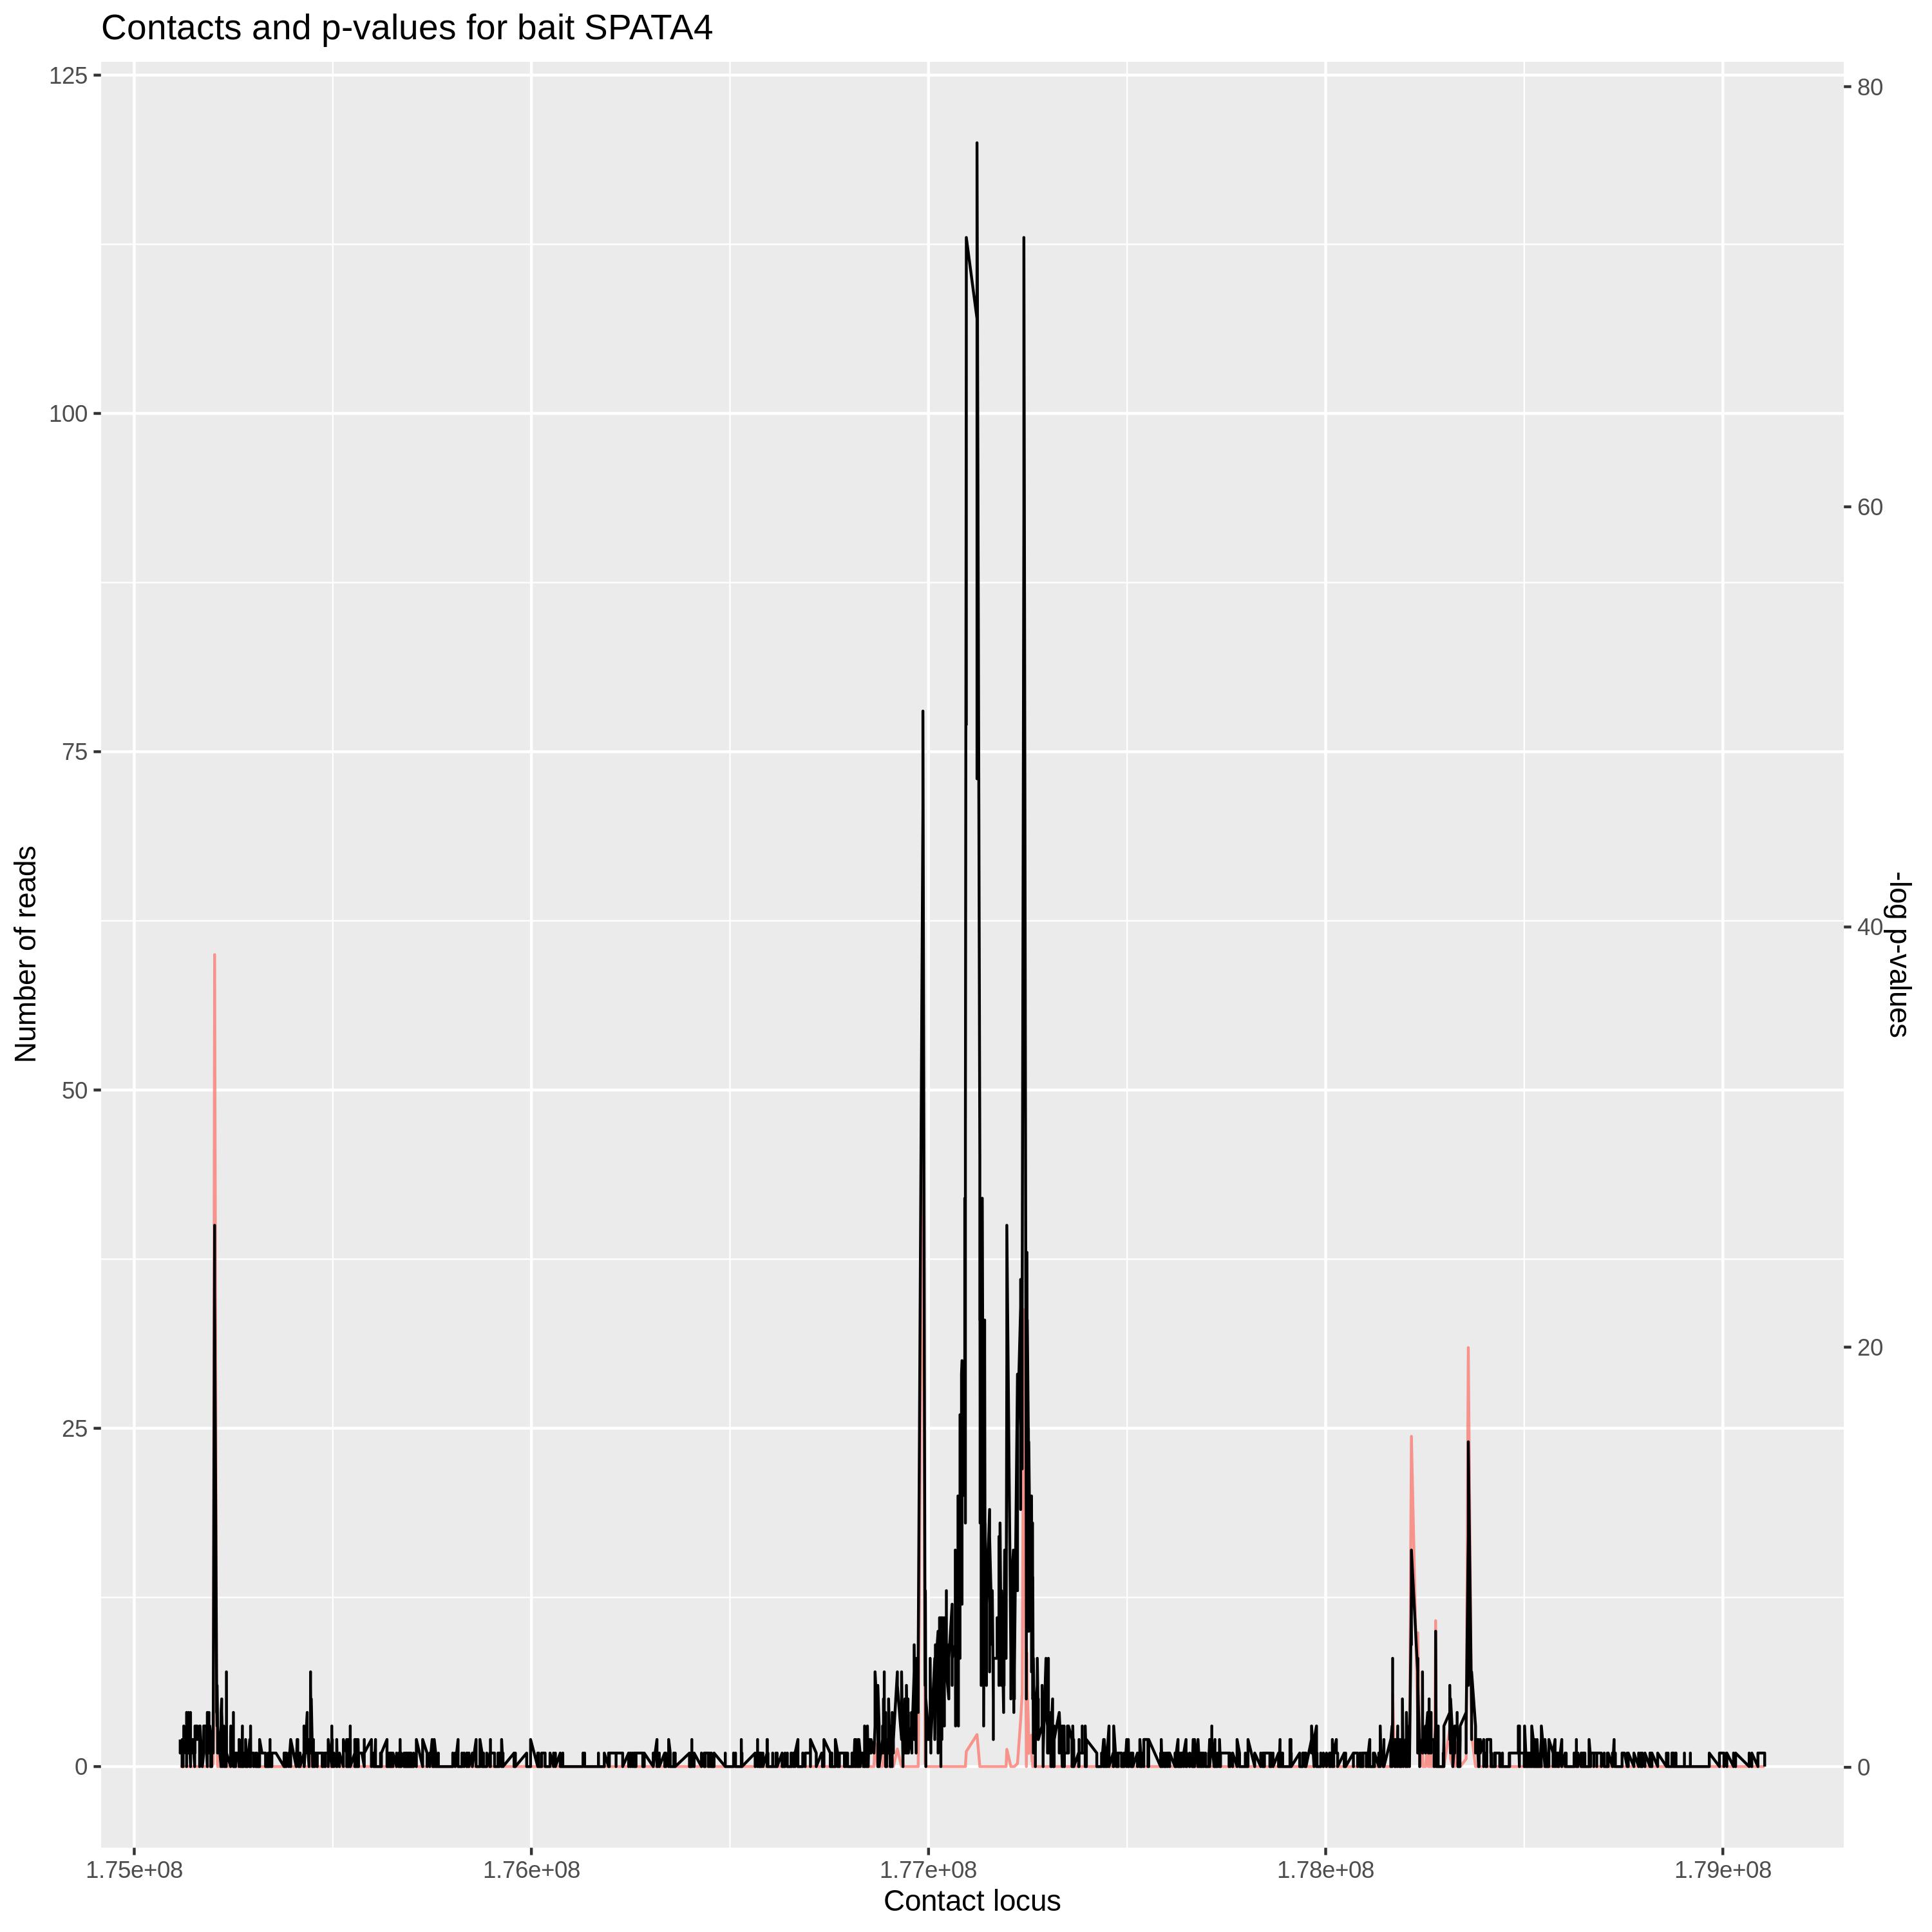 Contacts and p-values for bait SPATA4
125
100
75
50
25
0
80
60
40
20
0
Number of reads
-log p-values
1.75e+08
1.76e+08
1.77e+08
1.78e+08
1.79e+08
Contact locus